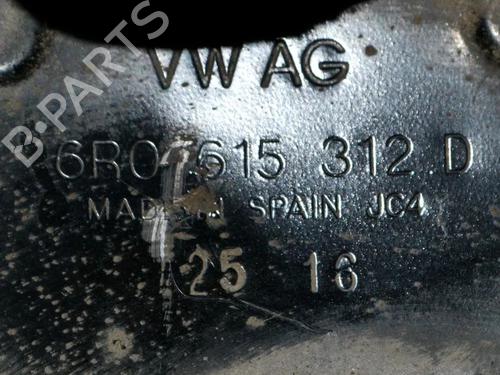 B-PARTS
VW AG
6R0 615 312 D
MADE IN SPAIN JC4
25 16